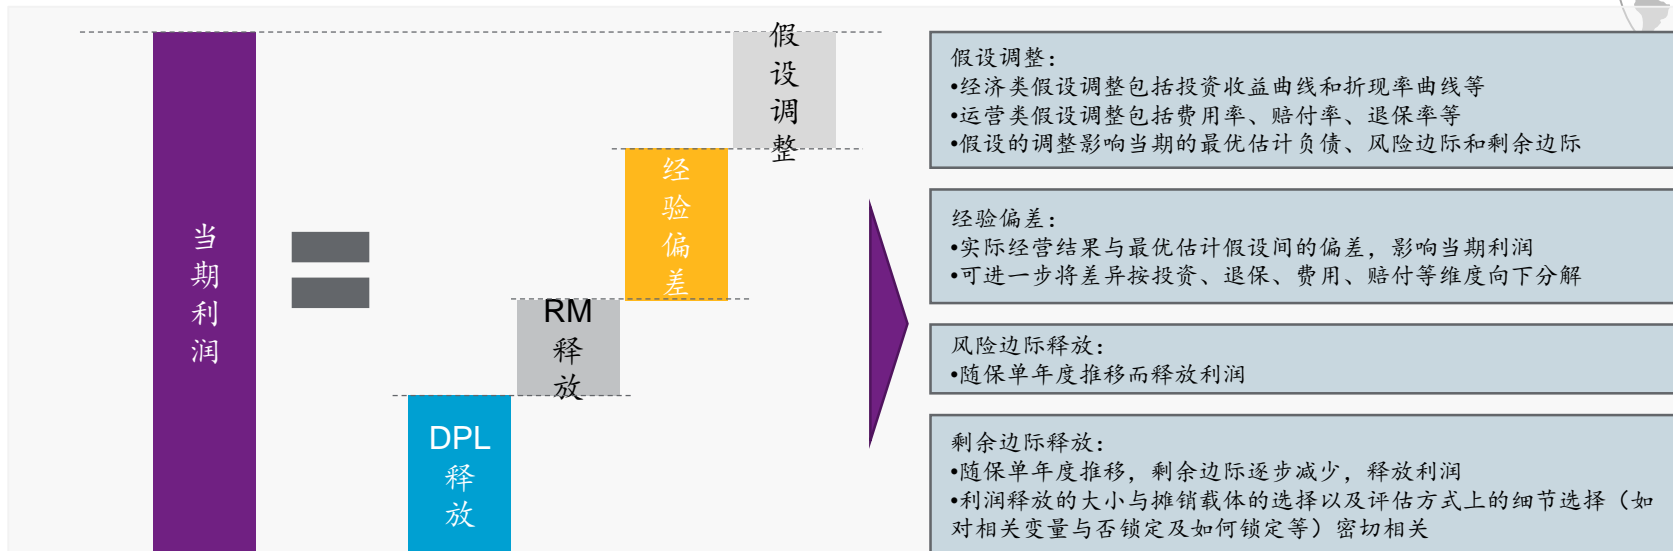 当期利润
DPL
释放
RM
释放
经验偏差
假设调整
假设调整：
•经济类假设调整包括投资收益曲线和折现率曲线等
•运营类假设调整包括费用率、赔付率、退保率等
•假设的调整影响当期的最优估计负债、风险边际和剩余边际
经验偏差：
•实际经营结果与最优估计假设间的偏差，影响当期利润
•可进一步将差异按投资、退保、费用、赔付等维度向下分解
风险边际释放：
•随保单年度推移而释放利润
剩余边际释放：
•随保单年度推移，剩余边际逐步减少，释放利润
•利润释放的大小与摊销载体的选择以及评估方式上的细节选择（如
对相关变量与否锁定及如何锁定等）密切相关